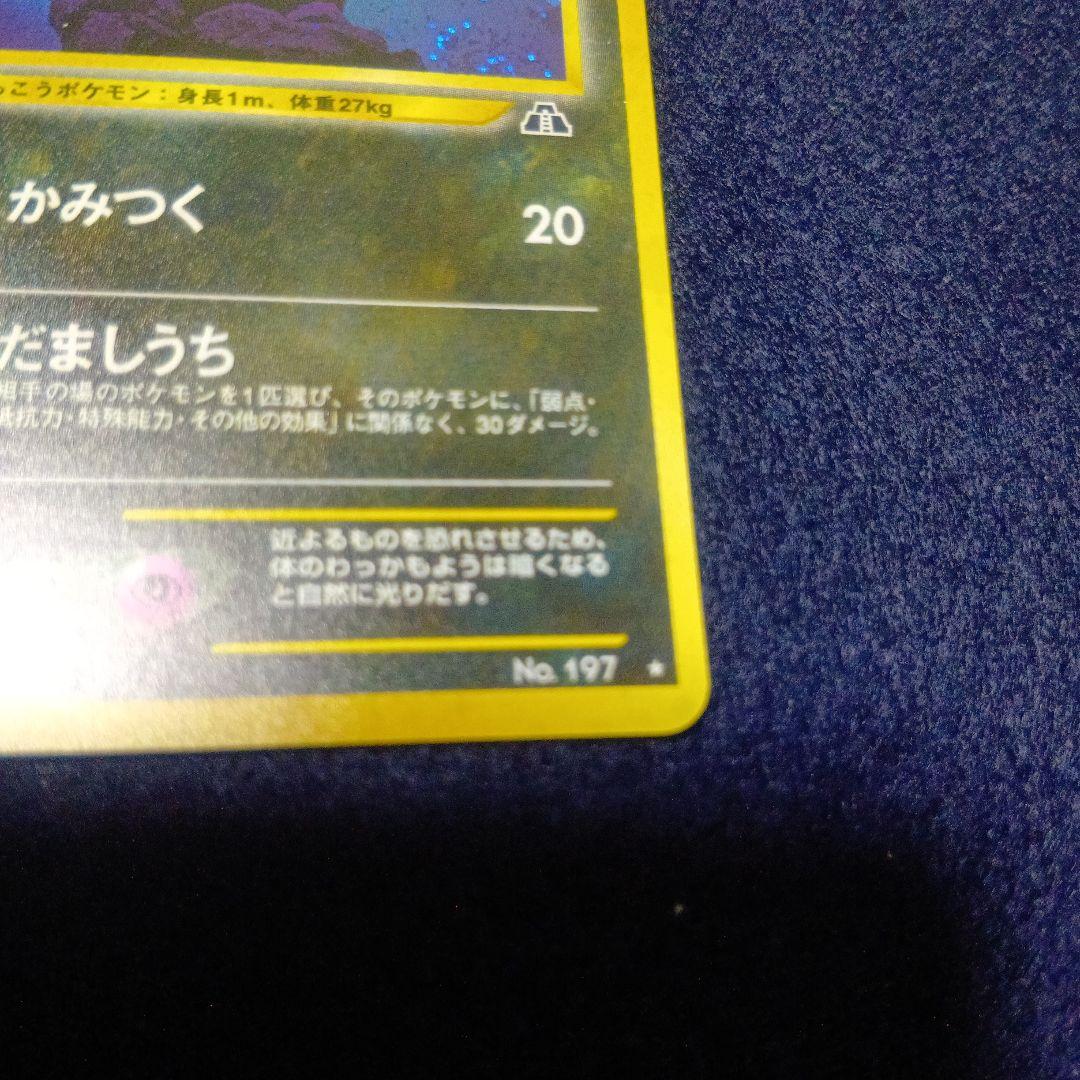 こうポケモン：身長1m、体重27kg
かみつく 20
だましうち
相手の場のポケモンを1匹選び、そのポケモンに、「弱点・
抵抗力・特殊能力・その他の効果」に関係なく、30ダメージ。
近よるものを恐れさせるため、
体のわっかもようは暗くなる
と自然に光りだす。
No. 197 ★